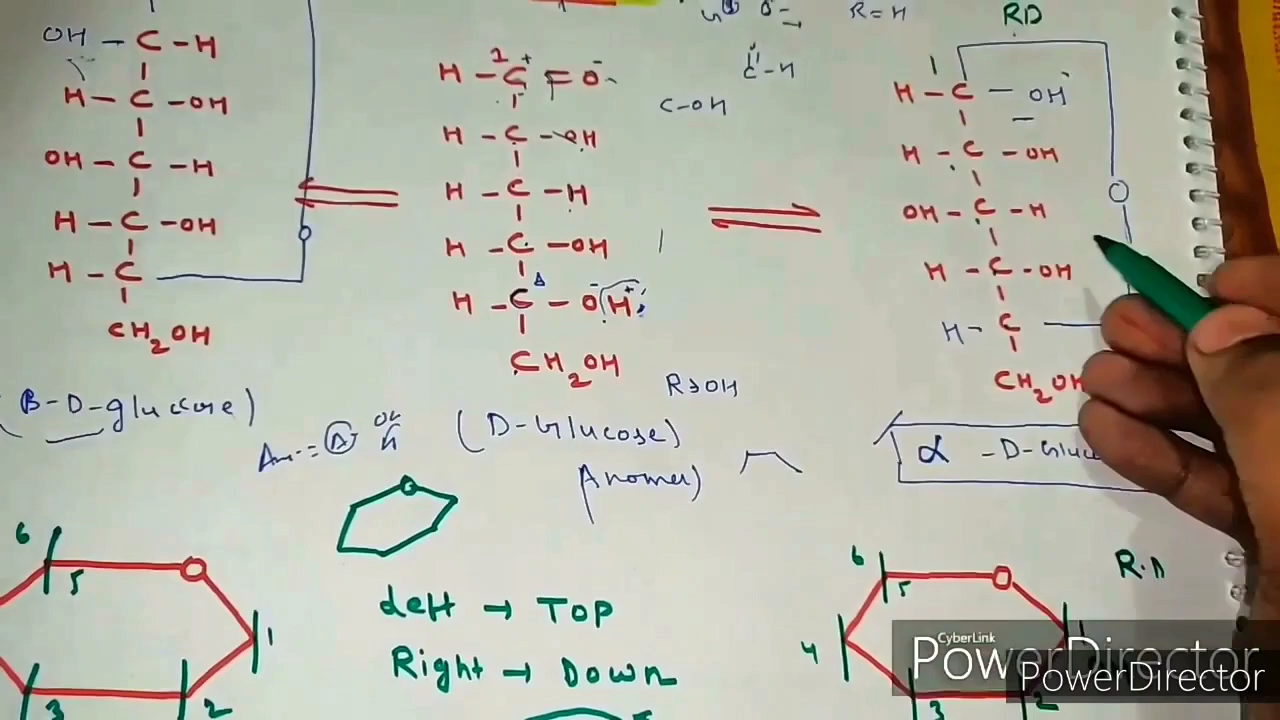 OH – C – H
H – C – OH
OH – C – H
H – C – OH
H – C
CH2OH
B-D-glucose)
1
H – C+ = O-
H – C – OH
H – C – H
H – C – OH
H – C – O- H+
CH2OH
(D-Glucose)
Anomer)
R=H
C-H
C-OH
R→OH
RD
H – C – OH
H – C – OH
OH – C – H
H – C – OH
O
H – C
CH2OH
α -D-Gluc
OH
H
left → TOP
Right → Down
6
5
1
3
2
6
5
4
3
2
R.D
CyberLink
PowerDirector
PowerDirector